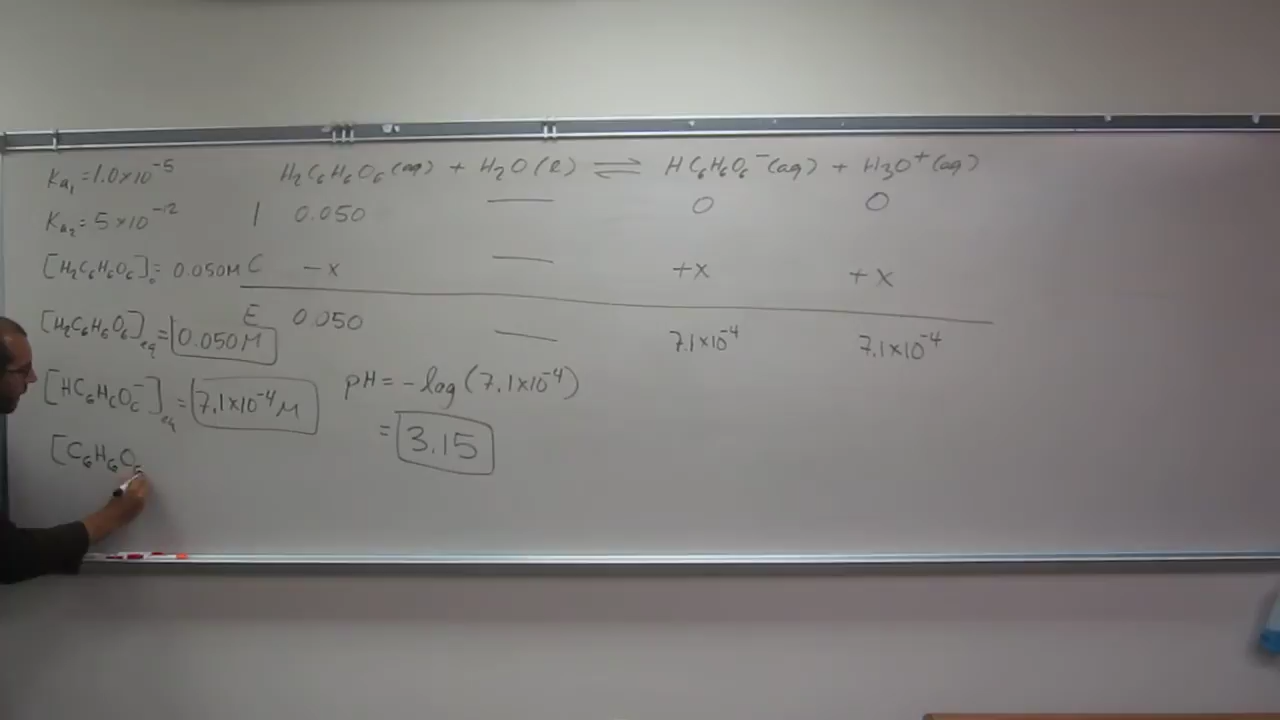 Ka₁ = 1.0×10⁻⁵
Ka₂ = 5×10⁻¹²
[H₂C₆H₆O₆]₀ = 0.050M
[H₂C₆H₆O₆]eq = 0.050M
[HC₆H₆O₆⁻]eq = 7.1×10⁻⁴ M
[C₆H₆O₆
H₂C₆H₆O₆(aq) + H₂O(l) ⇌ HC₆H₆O₆⁻(aq) + H₃O⁺(aq)
I 0.050 — 0 0
C -x — +x +x
E 0.050 — 7.1×10⁻⁴ 7.1×10⁻⁴
pH = -log(7.1×10⁻⁴)
= 3.15